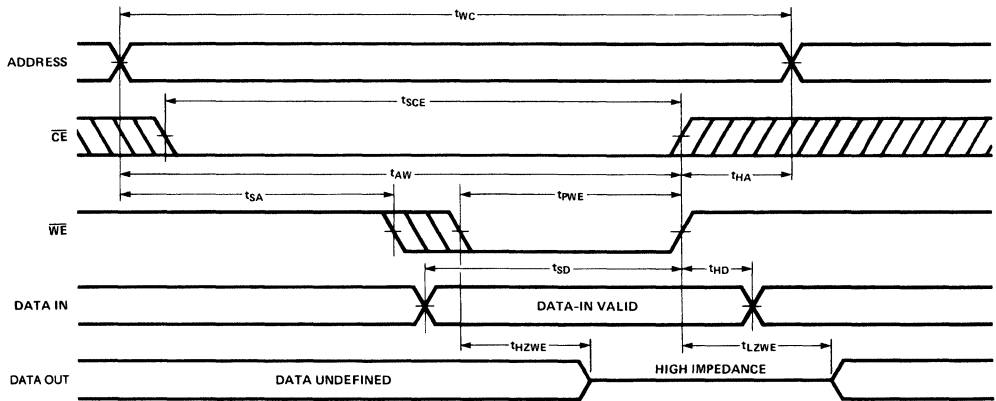 tWC
ADDRESS
tSCE
CE
tAW
tHA
tSA
tPWE
WE
tSD
tHD
DATA IN
DATA-IN VALID
tHZWE
tLZWE
DATA OUT
DATA UNDEFINED
HIGH IMPEDANCE